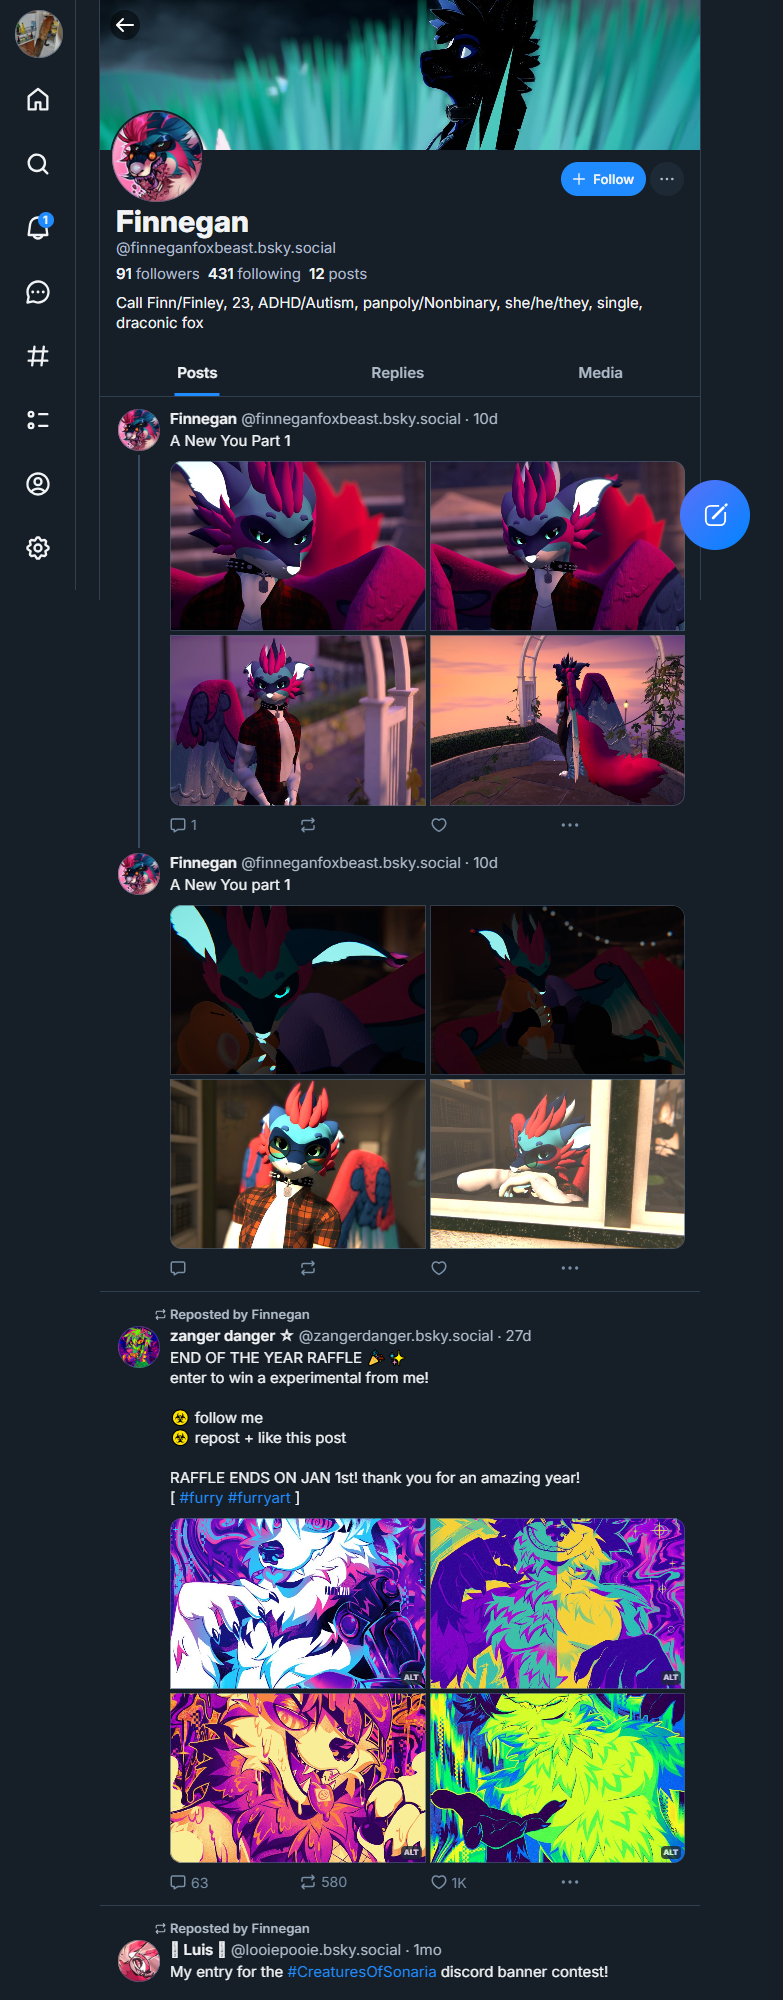 + Follow
1
Finnegan
@finneganfoxbeast.bsky.social
91 followers 431 following 12 posts
Call Finn/Finley, 23, ADHD/Autism, panpoly/Nonbinary, she/he/they, single,
draconic fox
Posts Replies Media
Finnegan @finneganfoxbeast.bsky.social · 10d
A New You Part 1
1
Finnegan @finneganfoxbeast.bsky.social · 10d
A New You part 1
Reposted by Finnegan
zanger danger ☆ @zangerdanger.bsky.social · 27d
END OF THE YEAR RAFFLE 🎉 ✨
enter to win a experimental from me!
☣️ follow me
☣️ repost + like this post
RAFFLE ENDS ON JAN 1st! thank you for an amazing year!
[ #furry #furryart ]
ALT
ALT
ALT
ALT
63 580 1K
Reposted by Finnegan
Luis @looiepooie.bsky.social · 1mo
My entry for the #CreaturesOfSonaria discord banner contest!